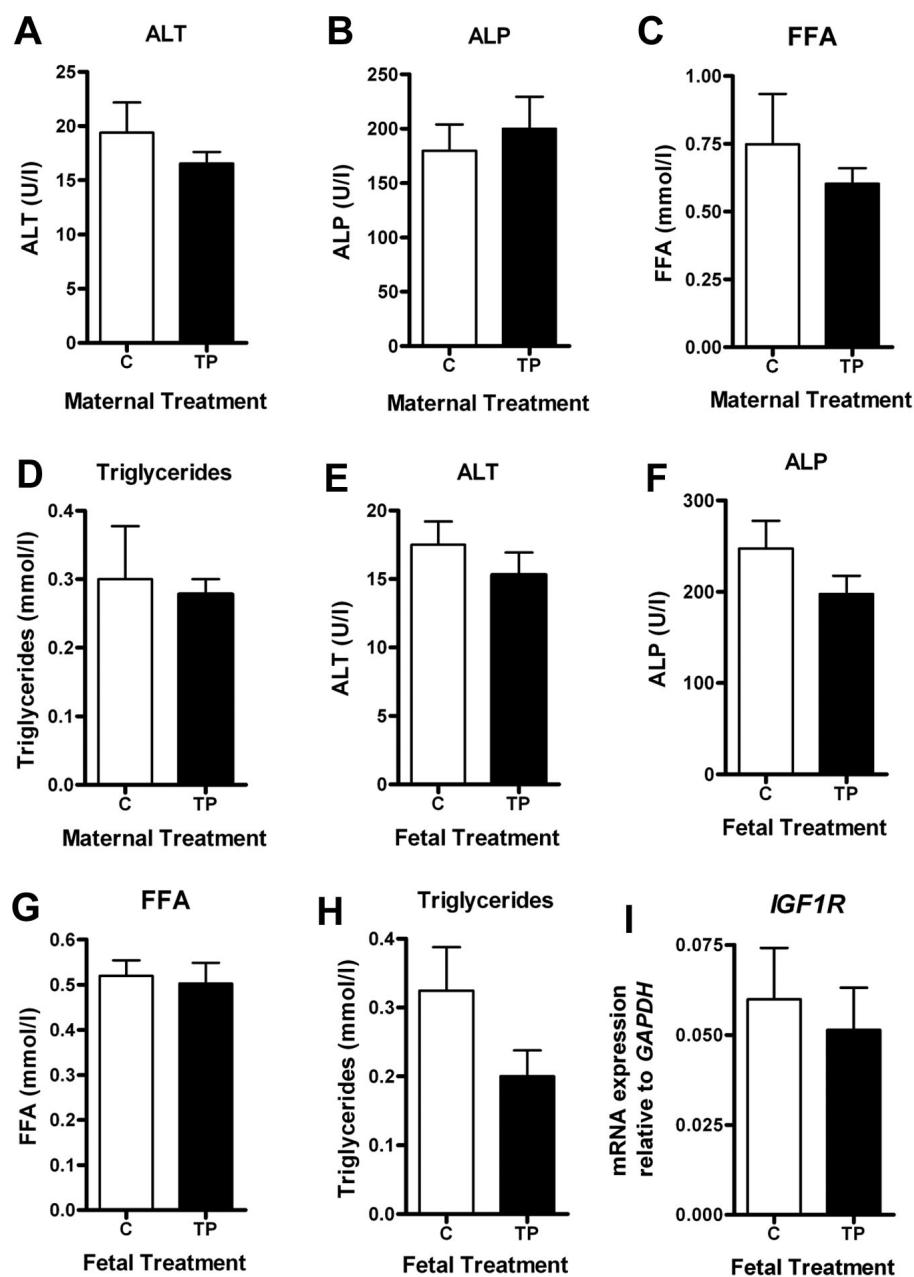 A
ALT
ALT (U/l)
25
20
15
10
5
0
C
TP
Maternal Treatment
B
ALP
ALP (U/l)
250
200
150
100
50
0
C
TP
Maternal Treatment
C
FFA
FFA (mmol/l)
1.00
0.75
0.50
0.25
0.00
C
TP
Maternal Treatment
D
Triglycerides
Triglycerides (mmol/l)
0.4
0.3
0.2
0.1
0.0
C
TP
Maternal Treatment
E
ALT
ALT (U/l)
20
15
10
5
0
C
TP
Fetal Treatment
F
ALP
ALP (U/l)
300
200
100
0
C
TP
Fetal Treatment
G
FFA
FFA (mmol/l)
0.6
0.5
0.4
0.3
0.2
0.1
0.0
C
TP
Fetal Treatment
H
Triglycerides
Triglycerides (mmol/l)
0.4
0.3
0.2
0.1
0.0
C
TP
Fetal Treatment
I
IGF1R
mRNA expression
relative to GAPDH
0.075
0.050
0.025
0.000
C
TP
Fetal Treatment